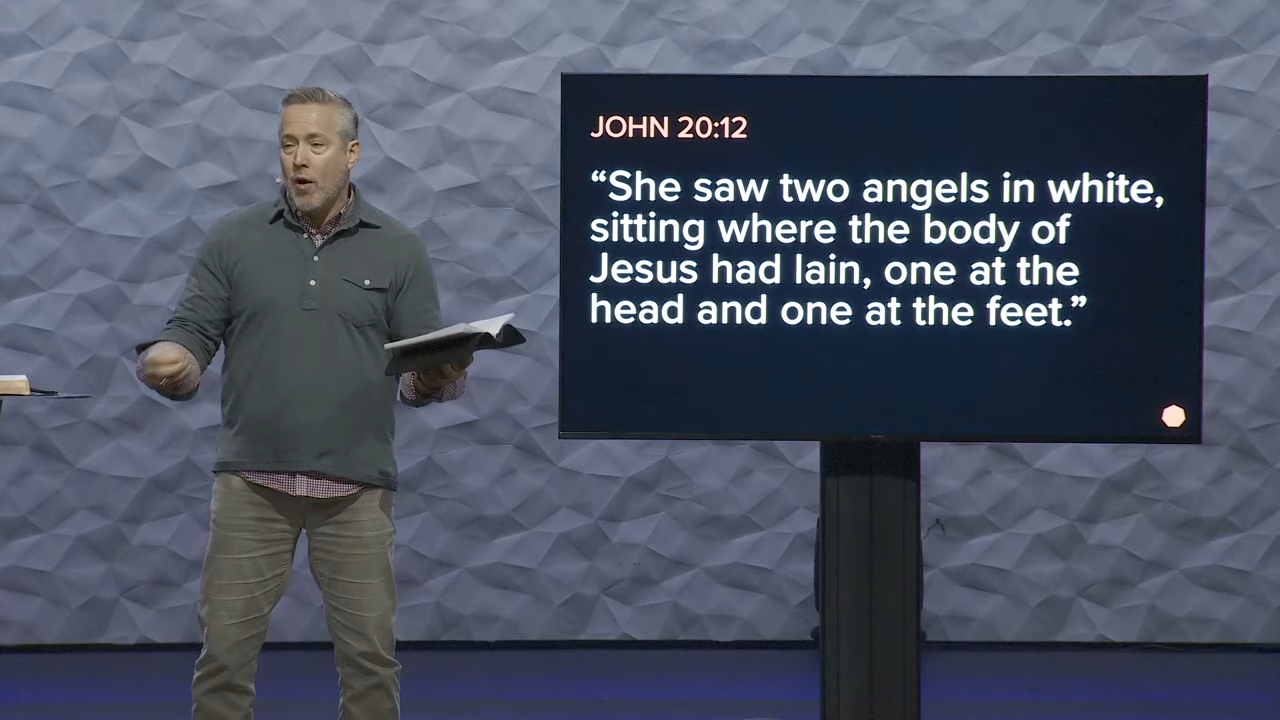 JOHN 20:12
“She saw two angels in white,
sitting where the body of
Jesus had lain, one at the
head and one at the feet.”